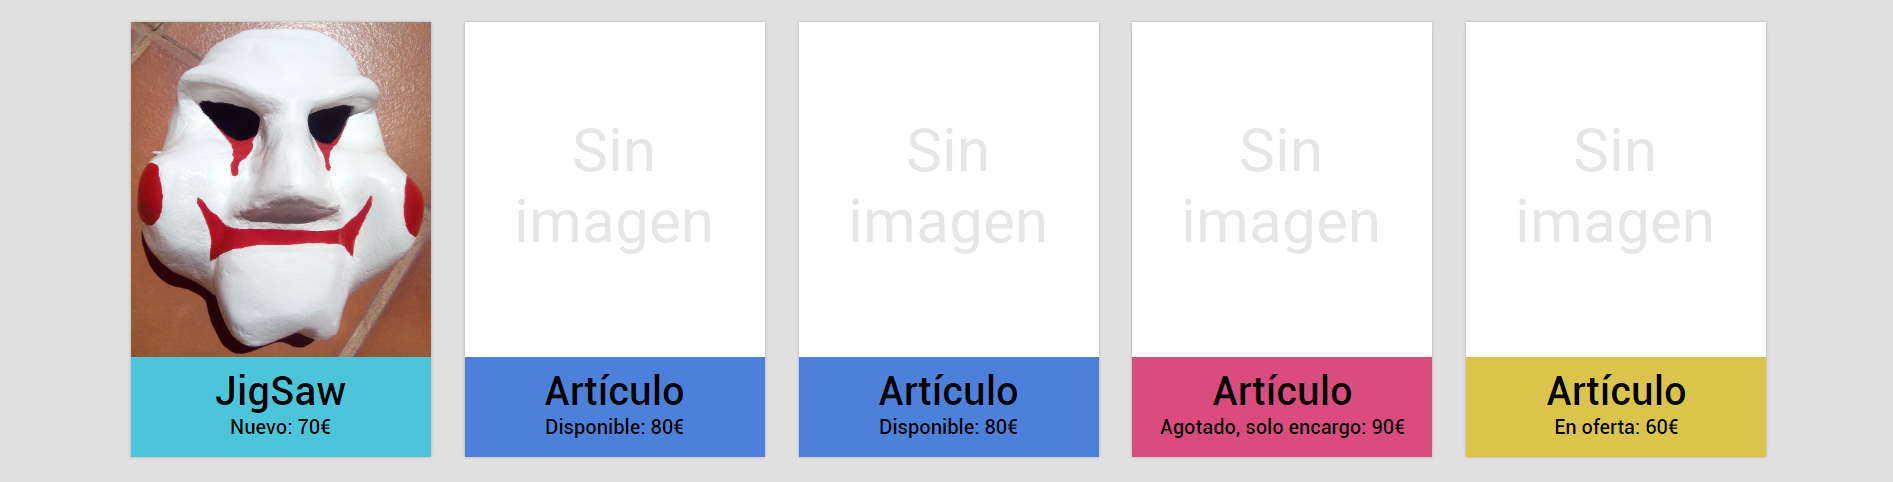 JigSaw
Nuevo: 70€
Sin
imagen
Artículo
Disponible: 80€
Sin
imagen
Artículo
Disponible: 80€
Sin
imagen
Artículo
Agotado, solo encargo: 90€
Sin
imagen
Artículo
En oferta: 60€